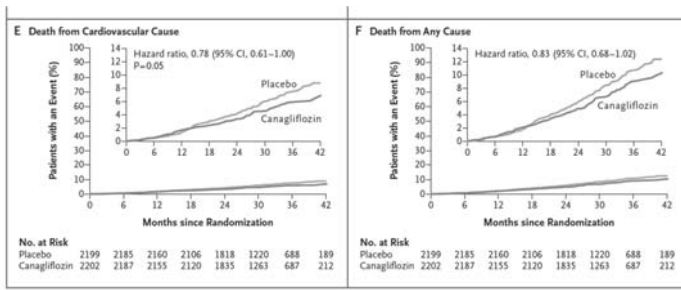 E Death from Cardiovascular Cause
100
90
80
70
60
50
40
30
20
10
0
Patients with an Event (%)
14
12
10
8
6
4
2
0
Hazard ratio, 0.78 (95% CI, 0.61–1.00)
P=0.05
Placebo
Canagliflozin
0 6 12 18 24 30 36 42
0 6 12 18 24 30 36 42
Months since Randomization
No. at Risk
Placebo 2199 2185 2160 2106 1818 1220 688 189
Canagliflozin 2202 2187 2155 2120 1835 1263 687 212
F Death from Any Cause
100
90
80
70
60
50
40
30
20
10
0
Patients with an Event (%)
14
12
10
8
6
4
2
0
Hazard ratio, 0.83 (95% CI, 0.68–1.02)
Placebo
Canagliflozin
0 6 12 18 24 30 36 42
0 6 12 18 24 30 36 42
Months since Randomization
No. at Risk
Placebo 2199 2185 2160 2106 1818 1220 688 189
Canagliflozin 2202 2187 2155 2120 1835 1263 687 212